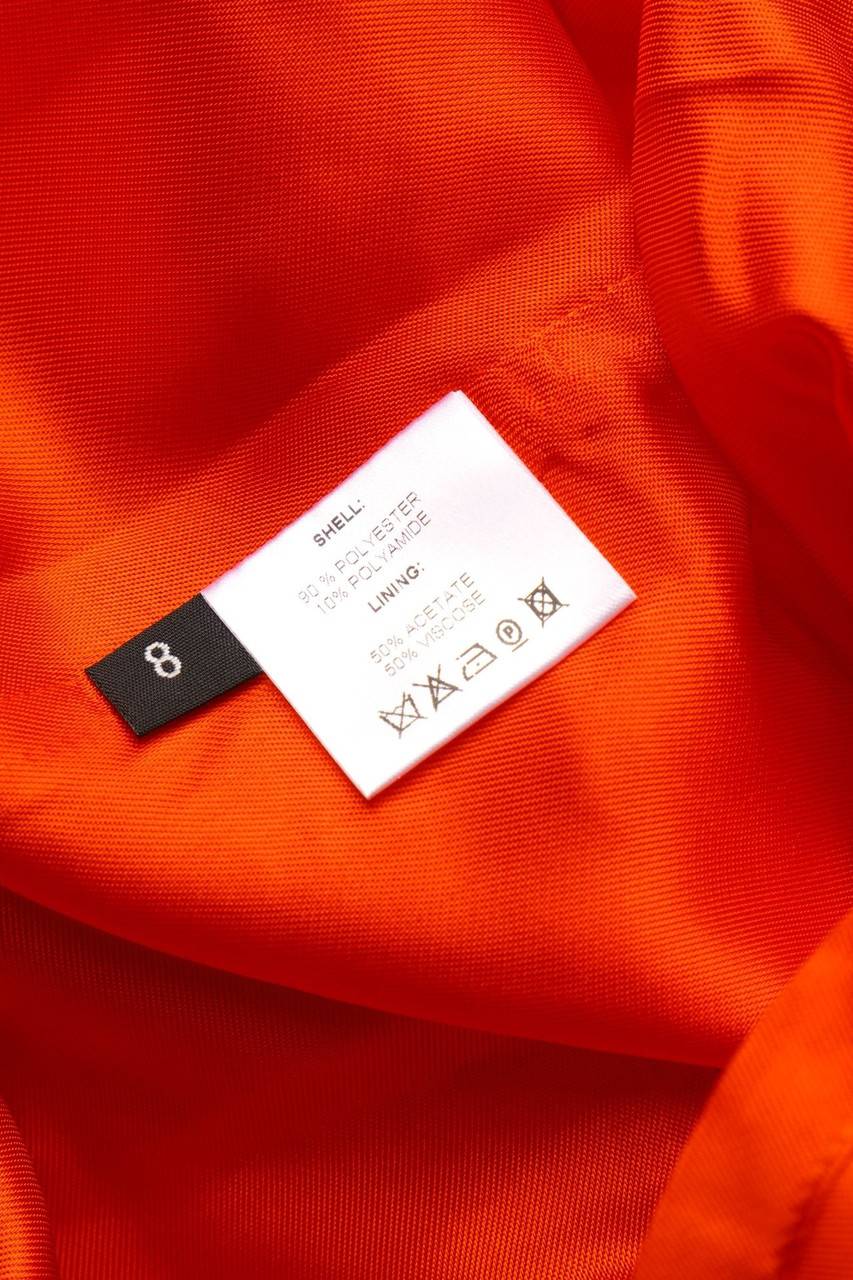 8
SHELL:
90 % POLYESTER
10% POLYAMIDE
LINING:
50% ACETATE
50% VISCOSE
P